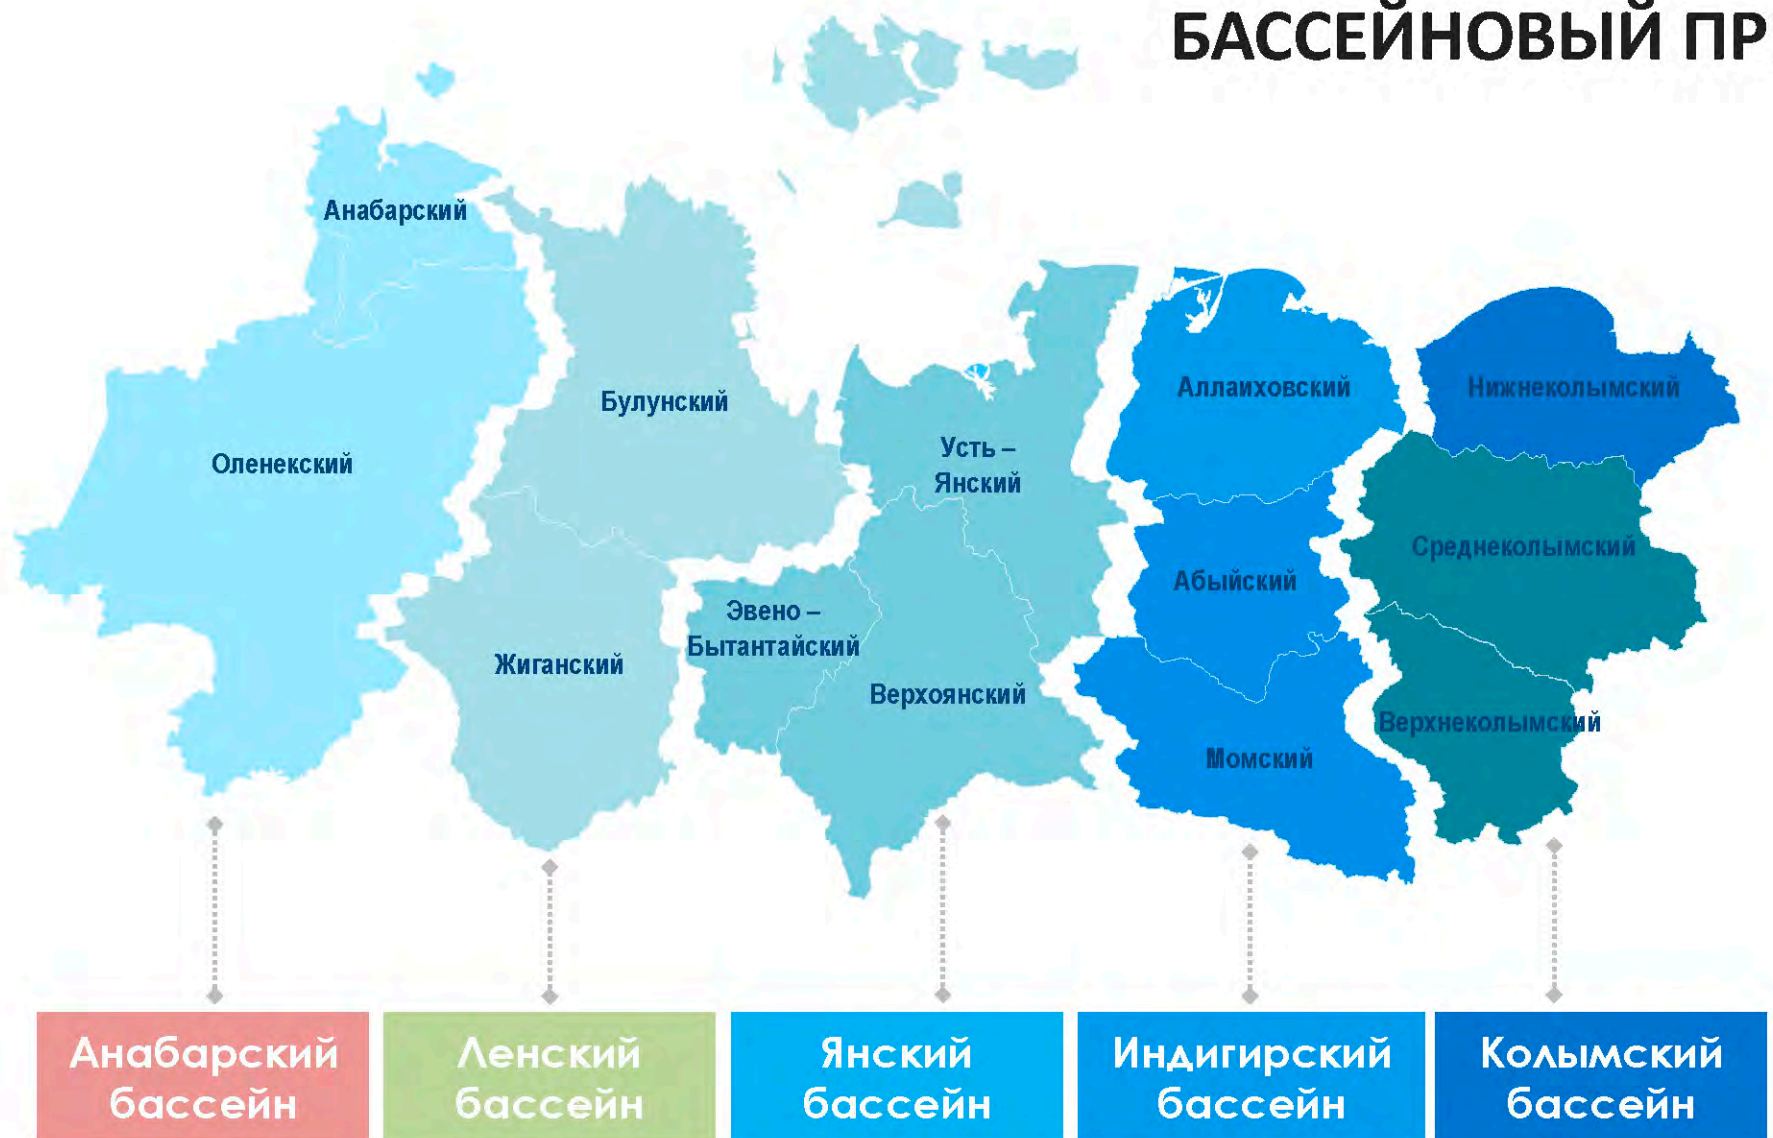 БАССЕЙНОВЫЙ ПР
Анабарский
Оленекский
Булунский
Жиганский
Усть –
Янский
Эвено –
Бытантайский
Верхоянский
Аллаиховский
Абыйский
Момский
Нижнеколымский
Среднеколымский
Верхнеколымский
Анабарский
бассейн
Ленский
бассейн
Янский
бассейн
Индигирский
бассейн
Колымский
бассейн